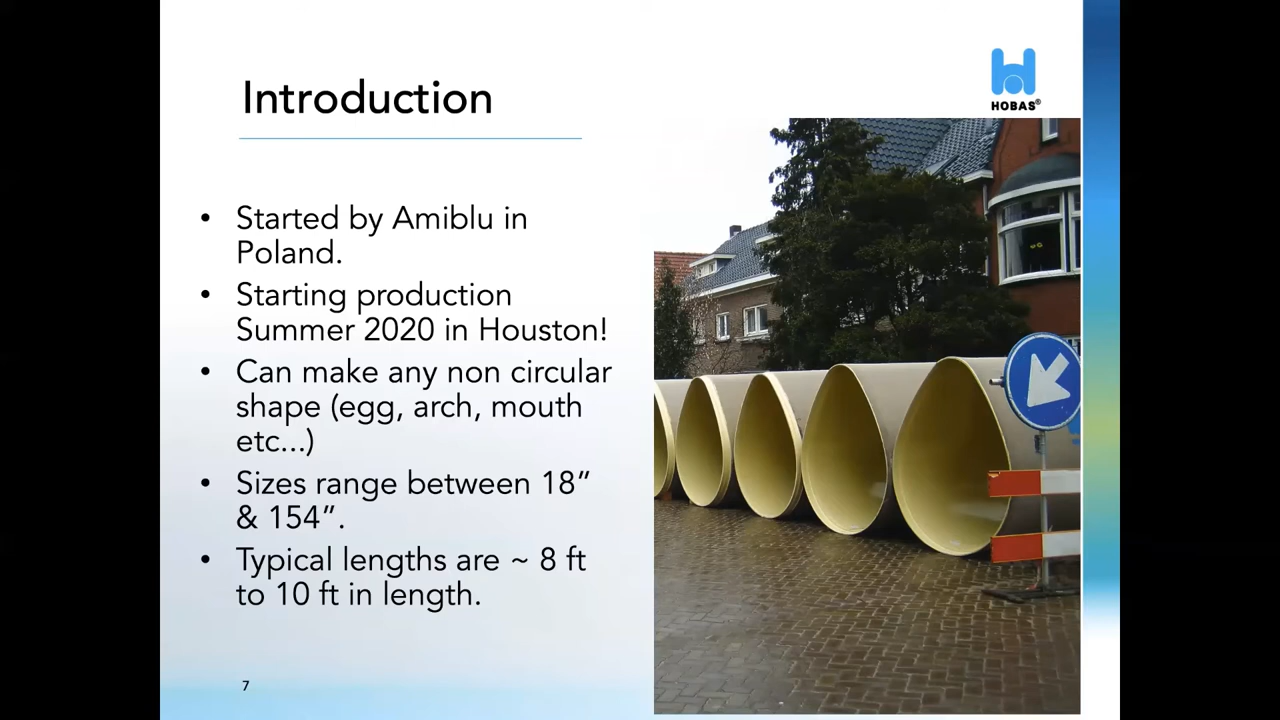 Introduction
HOBAS®
• Started by Amiblu in
Poland.
• Starting production
Summer 2020 in Houston!
• Can make any non circular
shape (egg, arch, mouth
etc...)
• Sizes range between 18”
& 154”.
• Typical lengths are ~ 8 ft
to 10 ft in length.
7